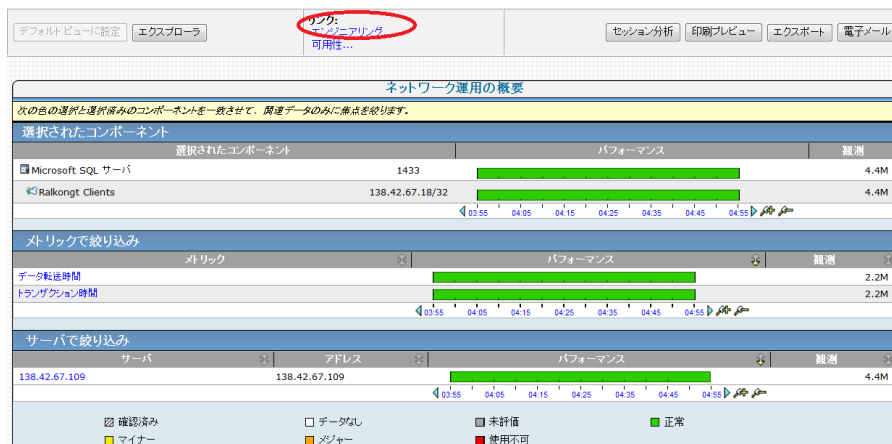 デフォルト ビューに設定 エクスプローラ
リンク:
エンジニアリング...
可用性...
セッション分析 印刷プレビュー エクスポート 電子メール
ネットワーク運用の概要
次の色の選択と選択済みのコンポーネントを一致させて、関連データのみに焦点を絞ります。
選択されたコンポーネント
選択されたコンポーネント パフォーマンス 観測
Microsoft SQL サーバ 1433 4.4M
Ralkongt Clients 138.42.67.18/32 4.4M
03:55 04:05 04:15 04:25 04:35 04:45 04:55
メトリックで絞り込み
メトリック パフォーマンス 観測
データ転送時間 2.2M
トランザクション時間 2.2M
03:55 04:05 04:15 04:25 04:35 04:45 04:55
サーバで絞り込み
サーバ アドレス パフォーマンス 観測
138.42.67.109 138.42.67.109 4.4M
03:55 04:05 04:15 04:25 04:35 04:45 04:55
確認済み データなし 未評価 正常
マイナー メジャー 使用不可